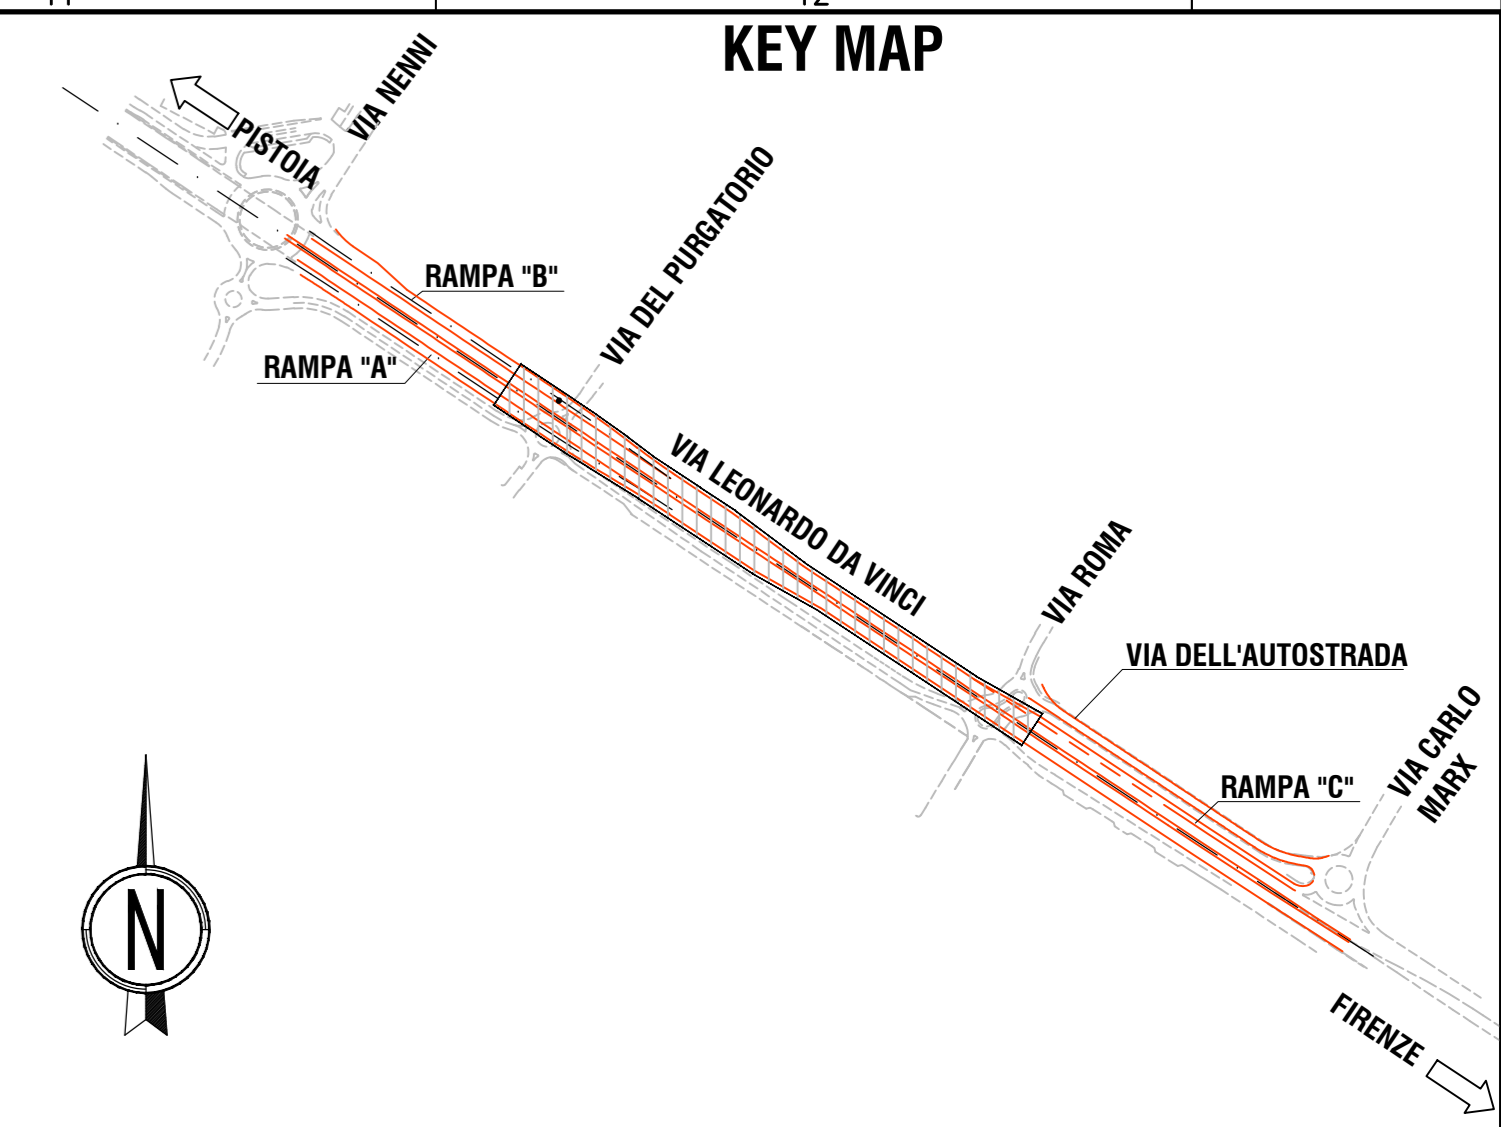 KEY MAP
VIA NENNI
PISTOIA
VIA DEL PURGATORIO
RAMPA "B"
RAMPA "A"
VIA LEONARDO DA VINCI
VIA ROMA
VIA DELL'AUTOSTRADA
VIA CARLO
MARX
RAMPA "C"
N
FIRENZE